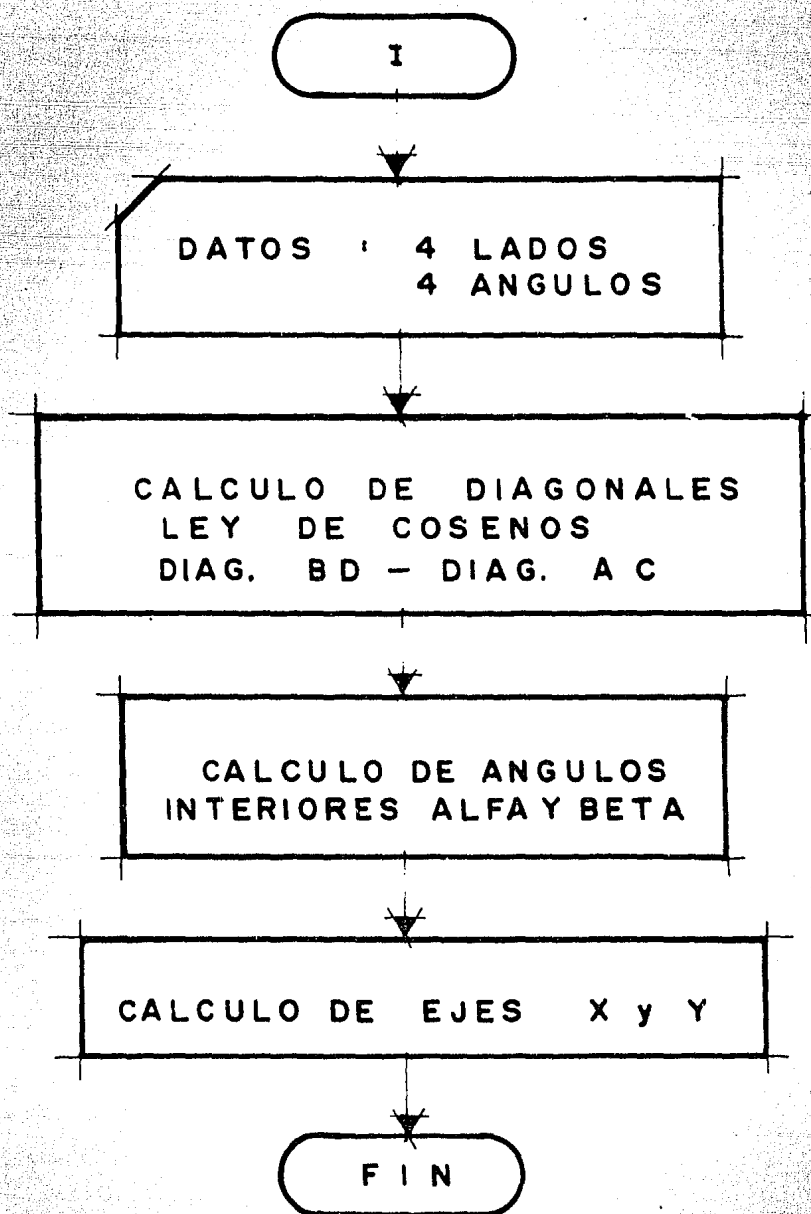 I
DATOS : 4 LADOS
4 ANGULOS
CALCULO DE DIAGONALES
LEY DE COSENOS
DIAG. BD - DIAG. AC
CALCULO DE ANGULOS
INTERIORES ALFA Y BETA
CALCULO DE EJES X y Y
FIN